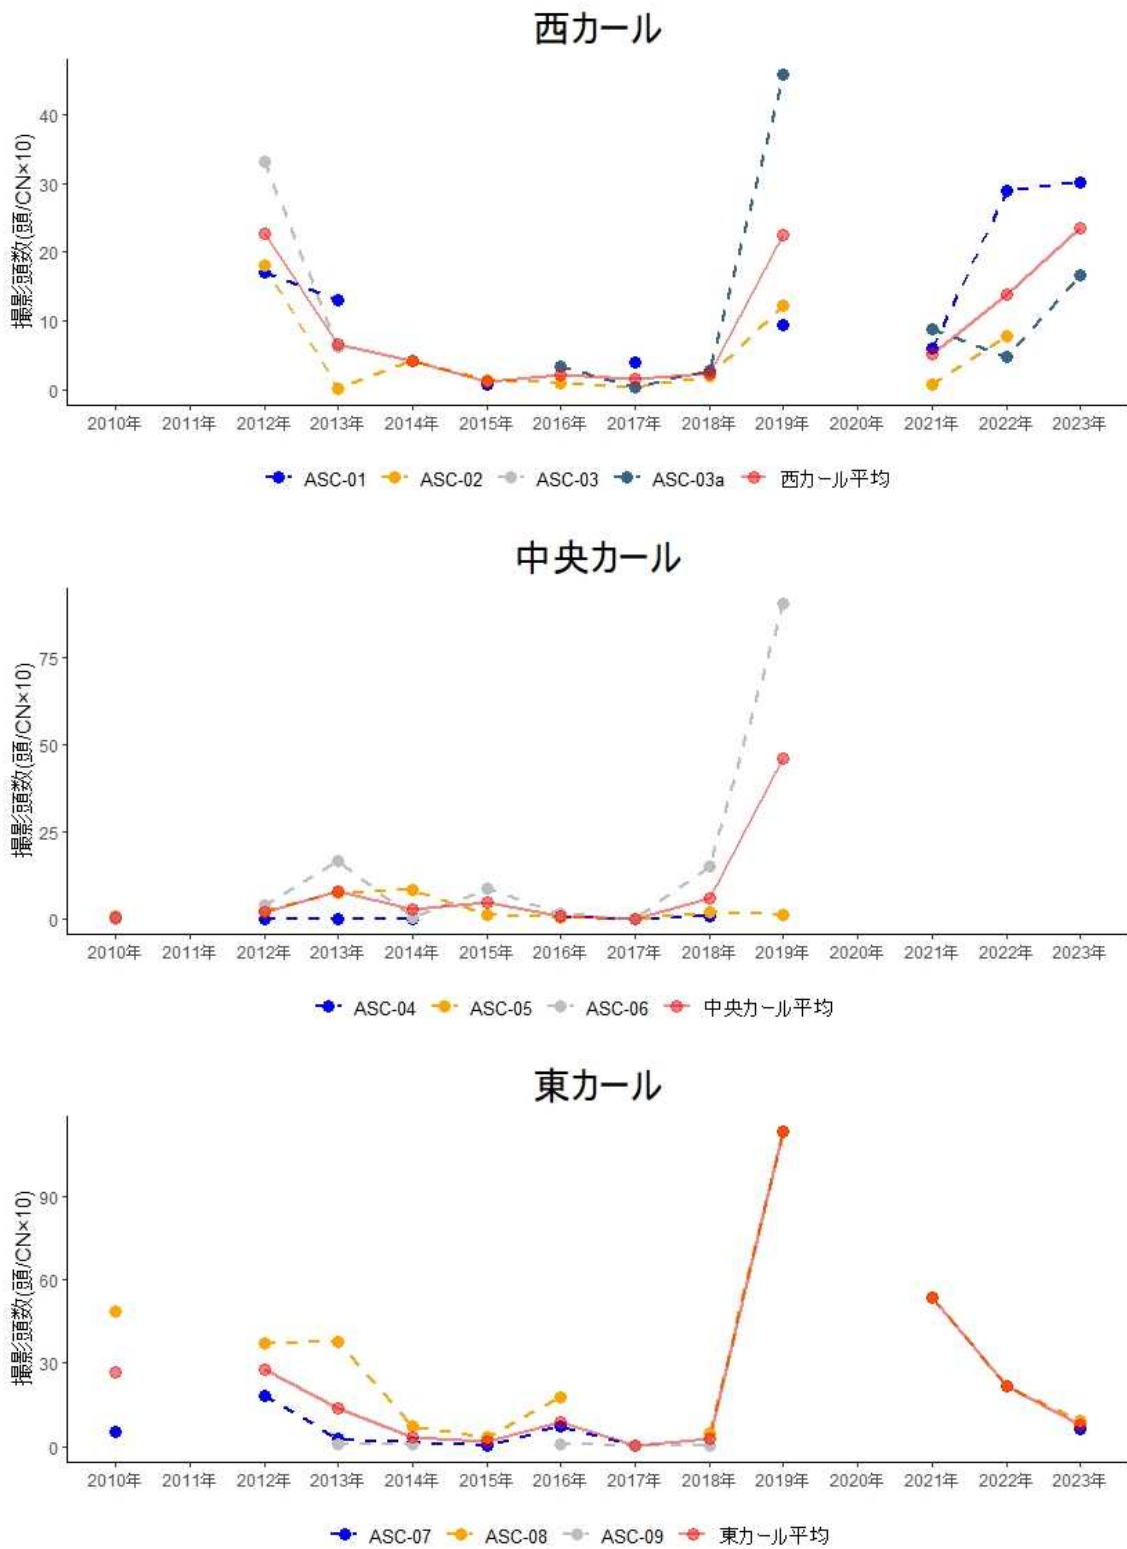 西カール
撮影頭数(頭/CN×10)
40
30
20
10
0
2010年 2011年 2012年 2013年 2014年 2015年 2016年 2017年 2018年 2019年 2020年 2021年 2022年 2023年
ASC-01 ASC-02 ASC-03 ASC-03a 西カール平均
中央カール
撮影頭数(頭/CN×10)
75
50
25
0
2010年 2011年 2012年 2013年 2014年 2015年 2016年 2017年 2018年 2019年 2020年 2021年 2022年 2023年
ASC-04 ASC-05 ASC-06 中央カール平均
東カール
撮影頭数(頭/CN×10)
90
60
30
0
2010年 2011年 2012年 2013年 2014年 2015年 2016年 2017年 2018年 2019年 2020年 2021年 2022年 2023年
ASC-07 ASC-08 ASC-09 東カール平均